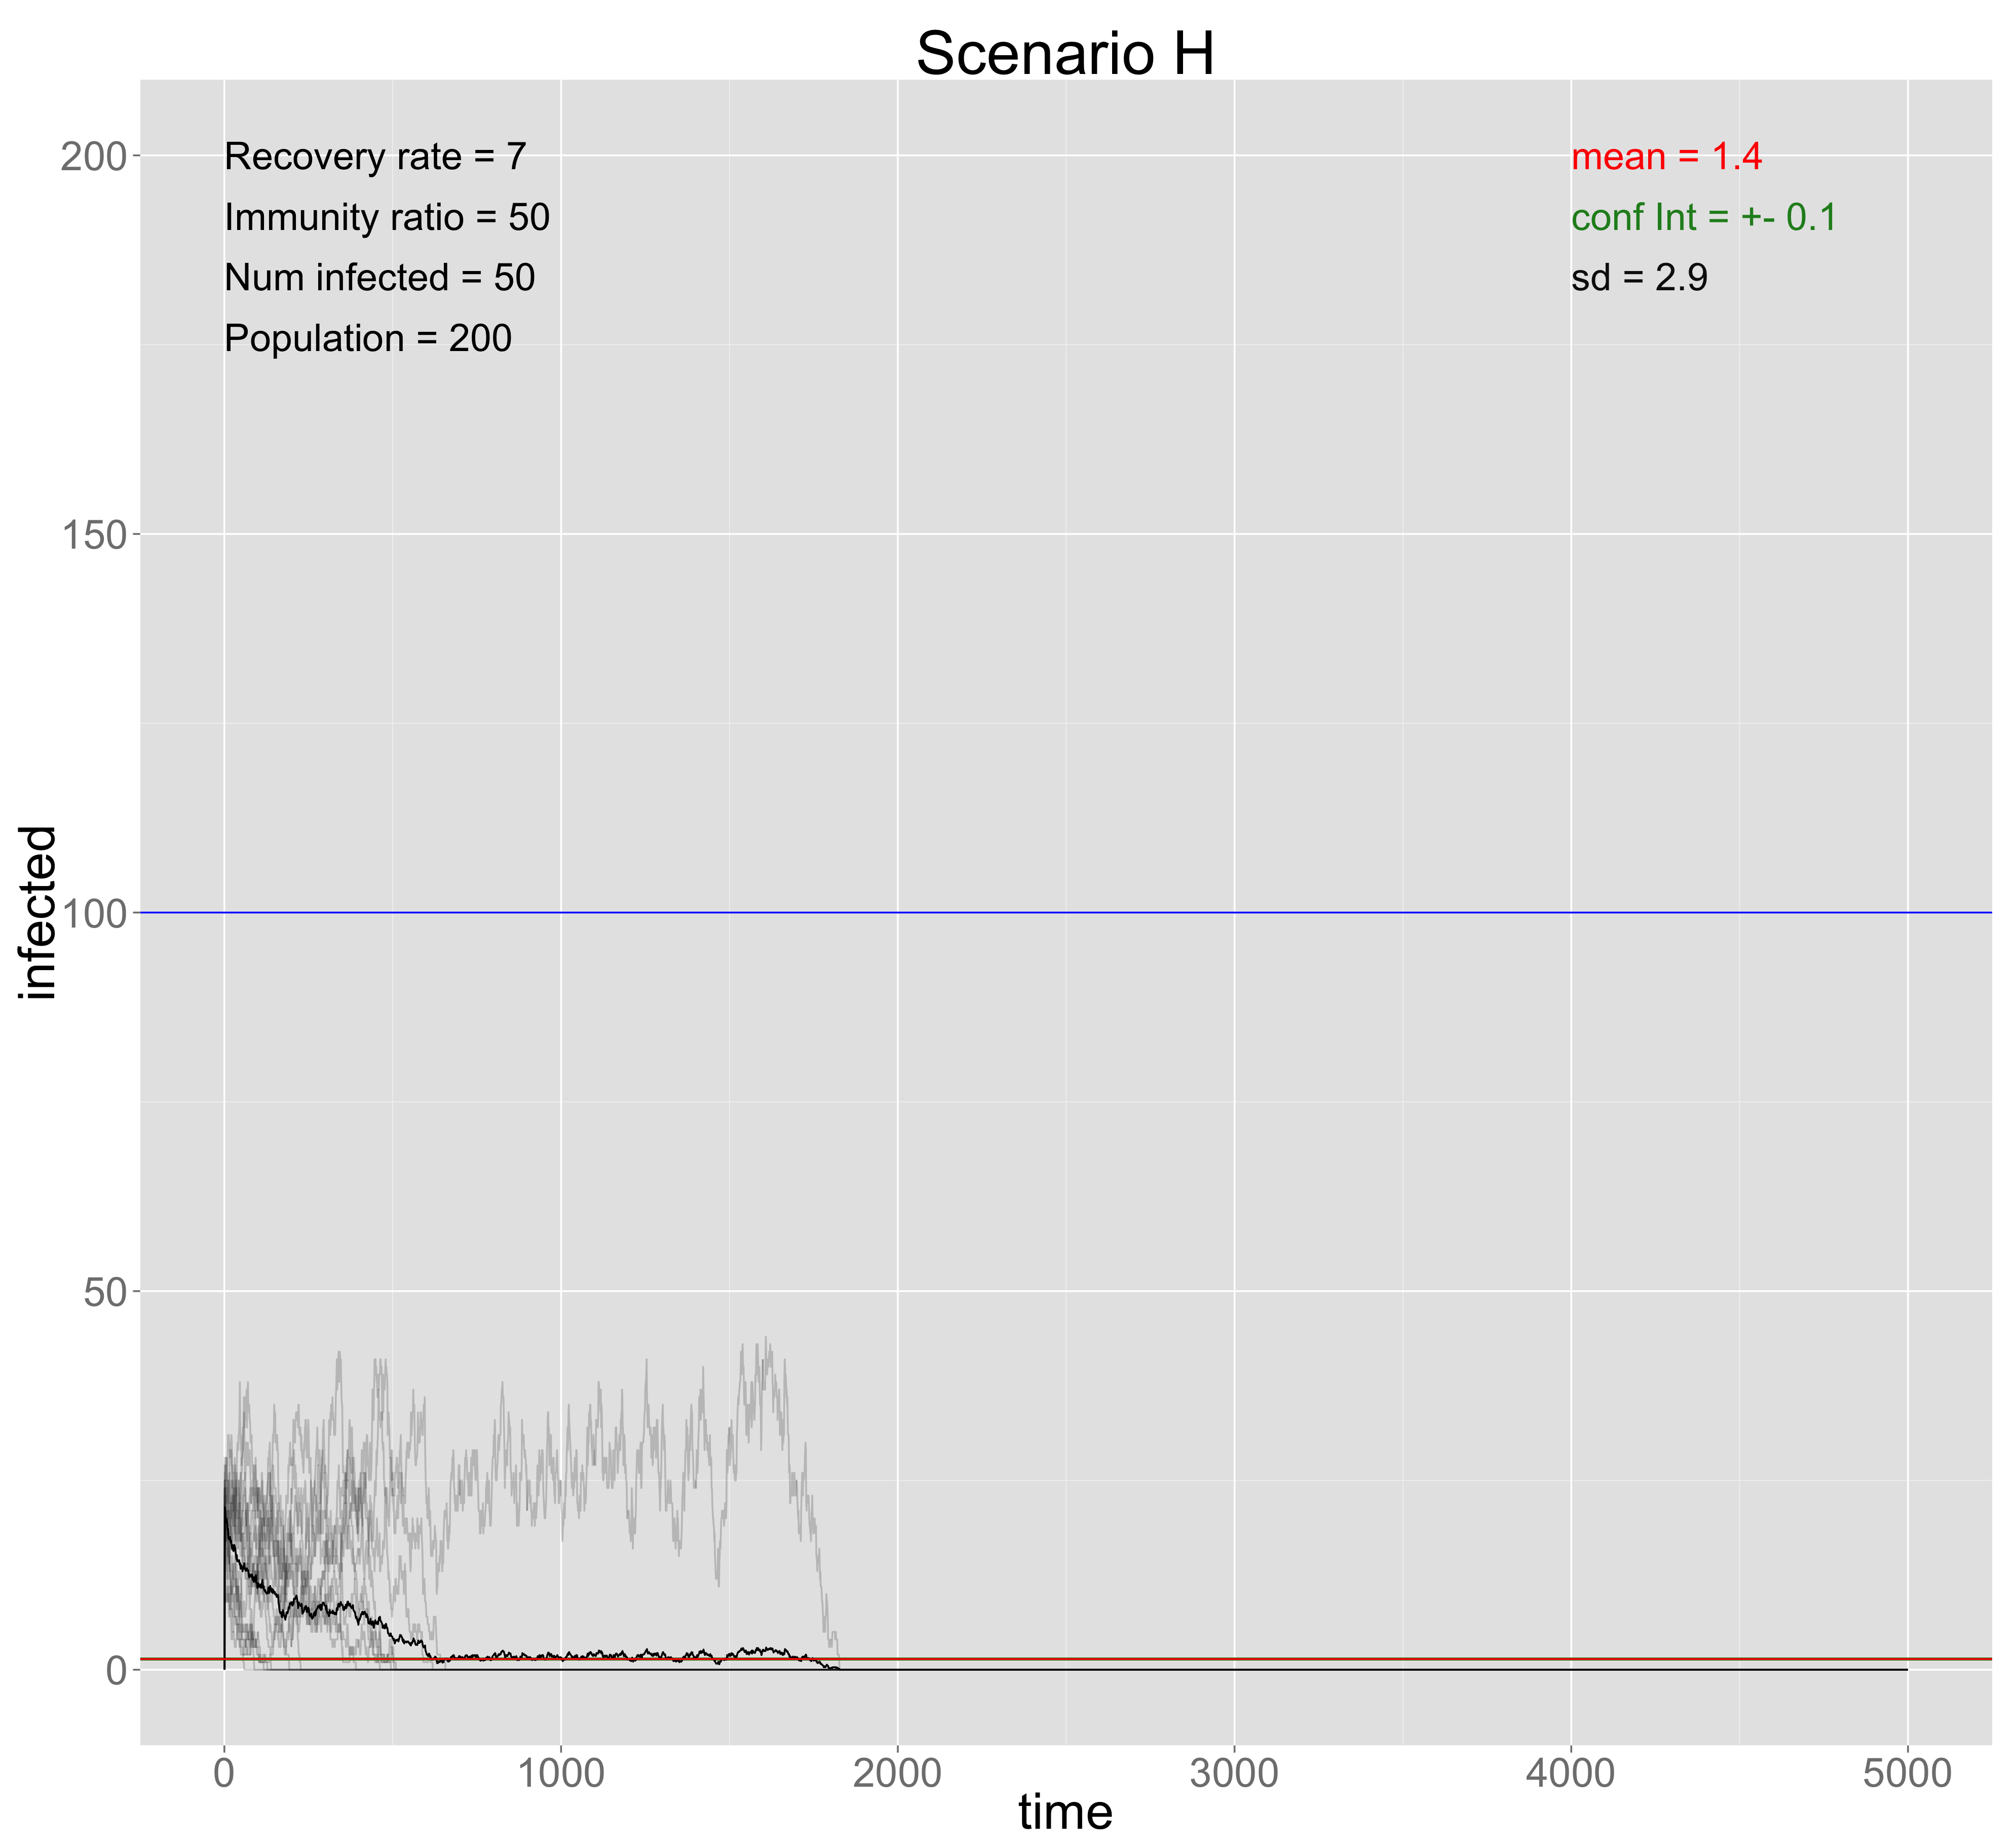 Scenario H
Recovery rate = 7
Immunity ratio = 50
Num infected = 50
Population = 200
mean = 1.4
conf Int = +- 0.1
sd = 2.9
infected
200
150
100
50
0
0 1000 2000 3000 4000 5000
time